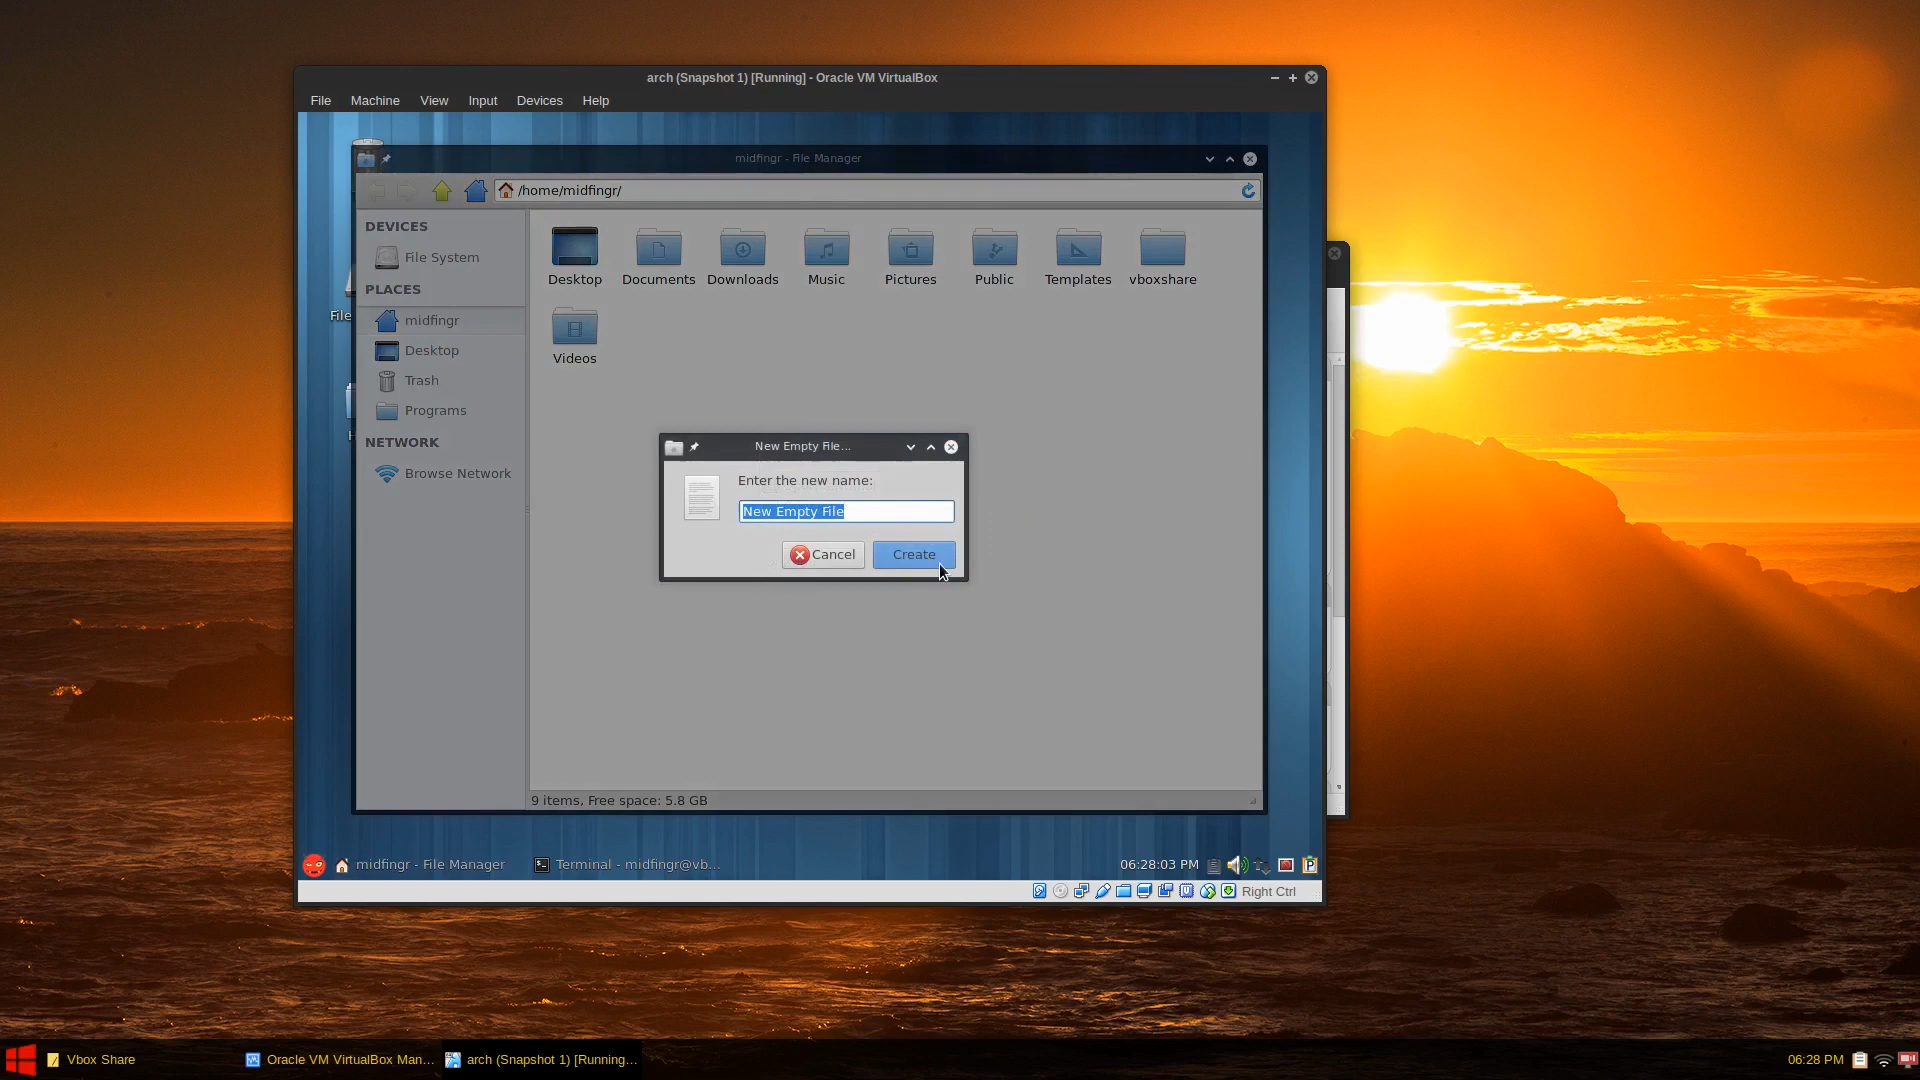 arch (Snapshot 1) [Running] - Oracle VM VirtualBox
File Machine View Input Devices Help
midfingr - File Manager
/home/midfingr/
DEVICES
File System
PLACES
midfingr
Desktop
Trash
Programs
NETWORK
Browse Network
Desktop Documents Downloads Music Pictures Public Templates vboxshare
Videos
File
H
New Empty File...
Enter the new name:
New Empty File
Cancel Create
9 items, Free space: 5.8 GB
midfingr - File Manager Terminal - midfingr@vb... 06:28:03 PM
Right Ctrl
Vbox Share Oracle VM VirtualBox Man... arch (Snapshot 1) [Running... 06:28 PM